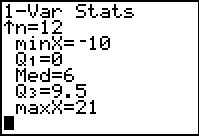 1-Var Stats
↑n=12
minX=-10
Q₁=0
Med=6
Q₃=9.5
maxX=21